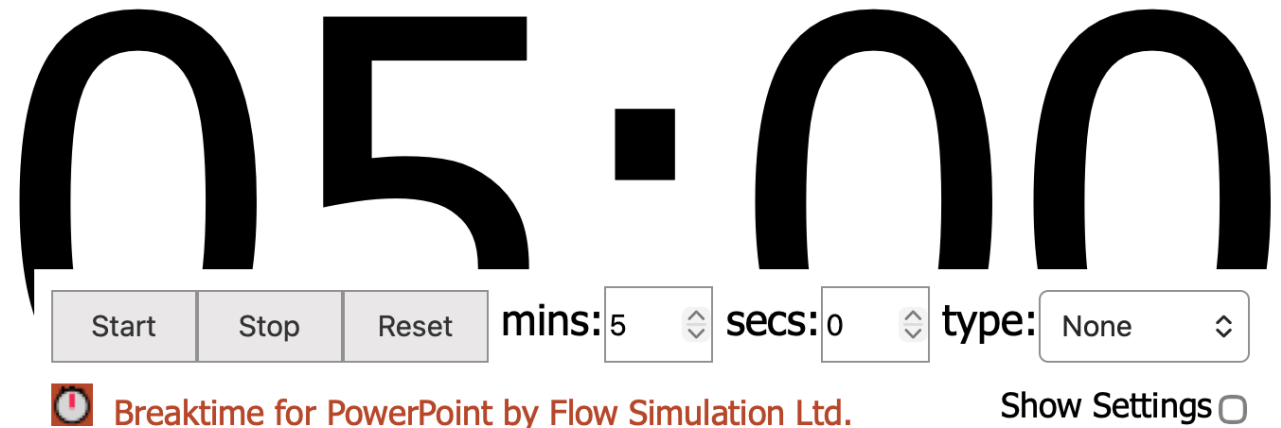 05:00
Start Stop Reset mins: 5 secs: 0 type: None
Breaktime for PowerPoint by Flow Simulation Ltd. Show Settings